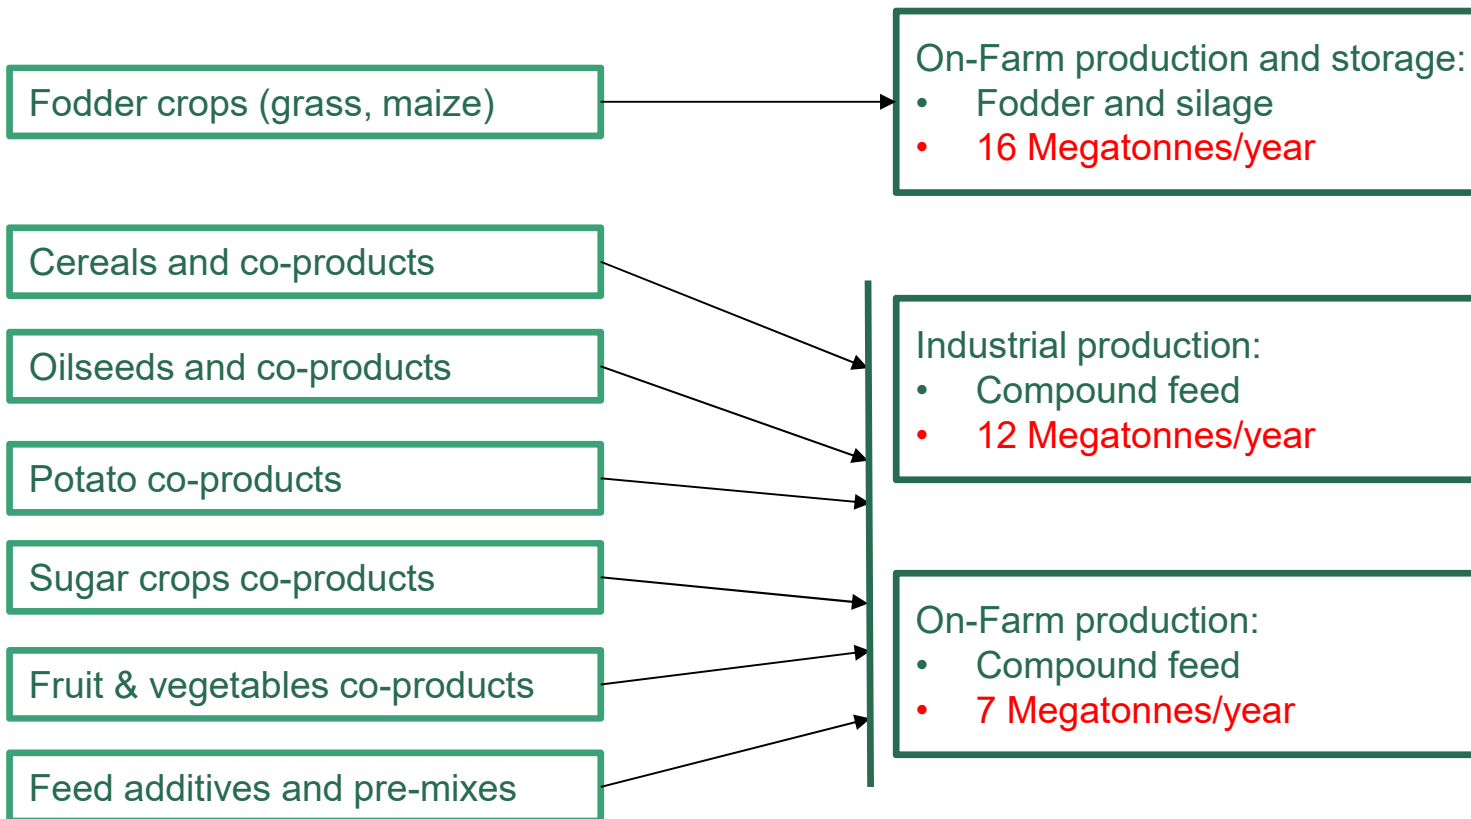 Fodder crops (grass, maize)
Cereals and co-products
Oilseeds and co-products
Potato co-products
Sugar crops co-products
Fruit & vegetables co-products
Feed additives and pre-mixes
On-Farm production and storage:
• Fodder and silage
• 16 Megatonnes/year
Industrial production:
• Compound feed
• 12 Megatonnes/year
On-Farm production:
• Compound feed
• 7 Megatonnes/year